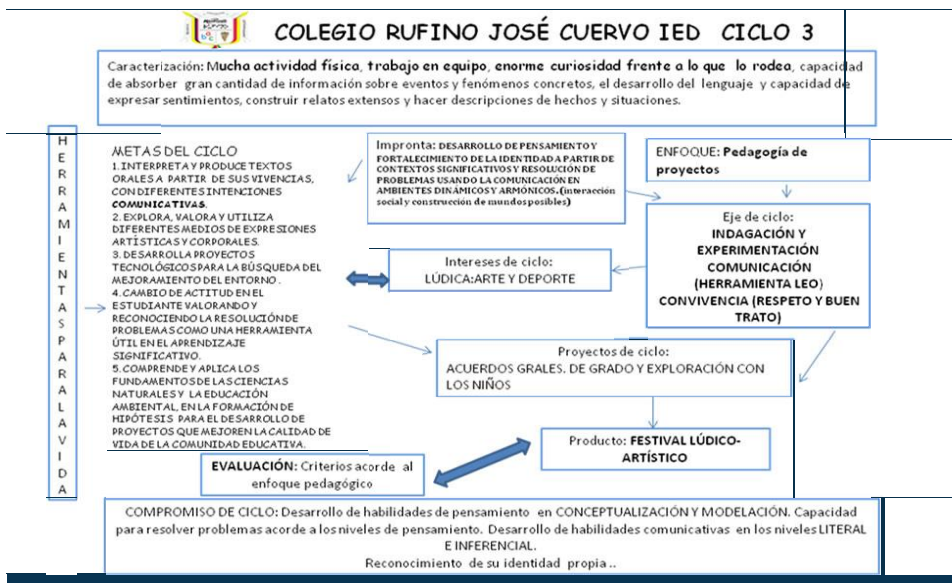 COLEGIO RUFINO JOSÉ CUERVO IED CICLO 3
Caracterización: Mucha actividad física, trabajo en equipo, enorme curiosidad frente a lo que lo rodea, capacidad
de absorber gran cantidad de información sobre eventos y fenómenos concretos, el desarrollo del lenguaje y capacidad de
expresar sentimientos, construir relatos extensos y hacer descripciones de hechos y situaciones.
H
E
R
R
A
M
I
E
N
T
A
S
P
A
R
A
L
A
V
I
D
A
METAS DEL CICLO
1. INTERPRETA Y PRODUCE TEXTOS
ORALES A PARTIR DE SUS VIVENCIAS,
CON DIFERENTES INTENCIONES
COMUNICATIVAS.
2. EXPLORA, VALORA Y UTILIZA
DIFERENTES MEDIOS DE EXPRESIONES
ARTÍSTICAS Y CORPORALES.
3. DESARROLLA PROYECTOS
TECNOLÓGICOS PARA LA BÚSQUEDA DEL
MEJORAMIENTO DEL ENTORNO.
4. CAMBIO DE ACTITUD EN EL
ESTUDIANTE VALORANDO Y
RECONOCIENDO LA RESOLUCIÓN DE
PROBLEMAS COMO UNA HERRAMIENTA
ÚTIL EN EL APRENDIZAJE
SIGNIFICATIVO.
5. COMPRENDE Y APLICA LOS
FUNDAMENTOS DE LAS CIENCIAS
NATURALES Y LA EDUCACIÓN
AMBIENTAL, EN LA FORMACIÓN DE
HIPÓTESIS PARA EL DESARROLLO DE
PROYECTOS QUE MEJOREN LA CALIDAD DE
VIDA DE LA COMUNIDAD EDUCATIVA.
Impronta: DESARROLLO DE PENSAMIENTO Y
FORTALECIMIENTO DE LA IDENTIDAD A PARTIR DE
CONTEXTOS SIGNIFICATIVOS Y RESOLUCIÓN DE
PROBLEMAS USANDO LA COMUNICACIÓN EN
AMBIENTES DINÁMICOS Y ARMÓNICOS.(interacción
social y construcción de mundos posibles)
ENFOQUE: Pedagogía de
proyectos
Eje de ciclo:
INDAGACIÓN Y
EXPERIMENTACIÓN
COMUNICACIÓN
(HERRAMIENTA LEO)
CONVIVENCIA (RESPETO Y BUEN
TRATO)
Intereses de ciclo:
LÚDICA:ARTE Y DEPORTE
Proyectos de ciclo:
ACUERDOS GRALES. DE GRADO Y EXPLORACIÓN CON
LOS NIÑOS
Producto: FESTIVAL LÚDICO-
ARTÍSTICO
EVALUACIÓN: Criterios acorde al
enfoque pedagógico
COMPROMISO DE CICLO: Desarrollo de habilidades de pensamiento en CONCEPTUALIZACIÓN Y MODELACIÓN. Capacidad
para resolver problemas acorde a los niveles de pensamiento. Desarrollo de habilidades comunicativas en los niveles LITERAL
E INFERENCIAL.
Reconocimiento de su identidad propia ..